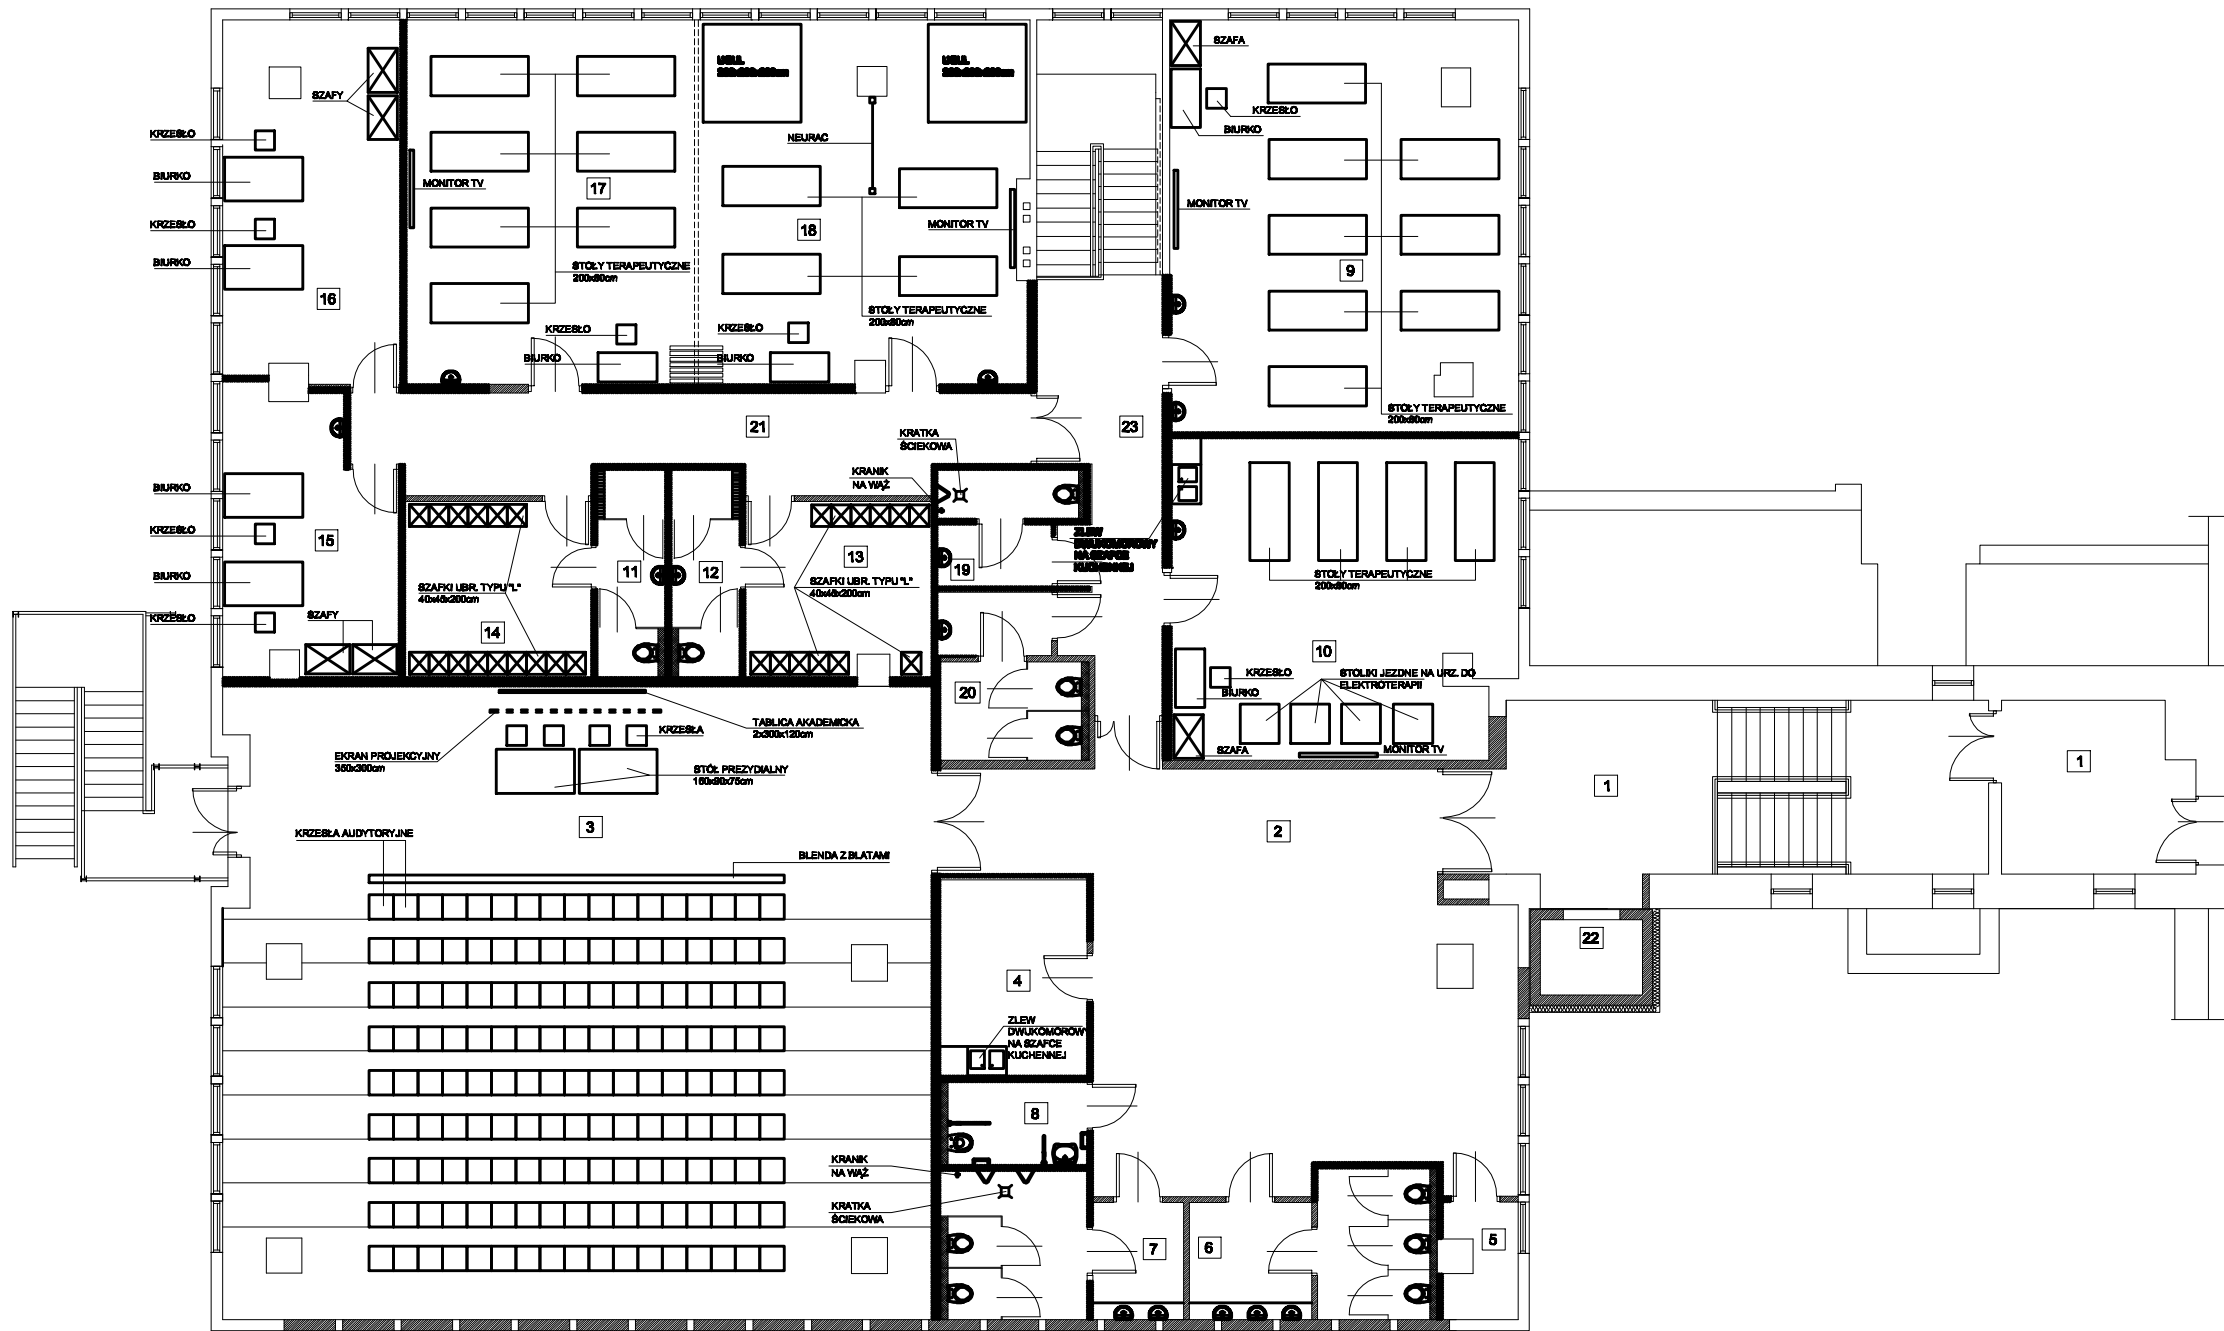 SZAFY
KRZESŁO
BIURKO
KRZESŁO
BIURKO
16
MONITOR TV
17
STOŁY TERAPEUTYCZNE
200x80cm
KRZESŁO
BIURKO
UGUL
NEURAC
UGUL
18
MONITOR TV
STOŁY TERAPEUTYCZNE
200x80cm
KRZESŁO
BIURKO
SZAFA
KRZESŁO
BIURKO
MONITOR TV
9
STOŁY TERAPEUTYCZNE
200x80cm
21
23
KRATKA
ŚCIEKOWA
KRANIK
NA WĄŻ
BIURKO
KRZESŁO
15
BIURKO
KRZESŁO
SZAFY
SZAFKI UBR. TYPU "L"
40x45x200cm
14
11
12
13
SZAFKI UBR. TYPU "L"
40x45x200cm
19
ZLEW
DWUKOMOROWY
NA SZAFCE
KUCHENNEJ
20
STOŁY TERAPEUTYCZNE
200x80cm
10
KRZESŁO
BIURKO
STOLIKI JEZDNE NA URZ. DO
ELEKTROTERAPII
SZAFA
MONITOR TV
TABLICA AKADEMICKA
2x300x120cm
KRZESŁA
EKRAN PROJEKCYJNY
350x300cm
STÓŁ PREZYDIALNY
160x90x75cm
3
KRZESŁA AUDYTORYJNE
BLENDA Z BLATAMI
2
1
1
22
4
ZLEW
DWUKOMOROWY
NA SZAFCE
KUCHENNEJ
8
KRANIK
NA WĄŻ
KRATKA
ŚCIEKOWA
7
6
5